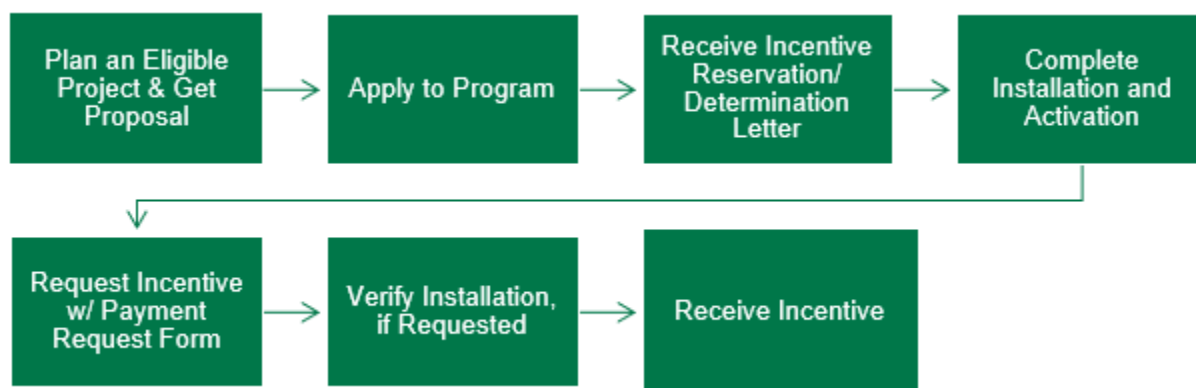 Plan an Eligible
Project & Get
Proposal
Apply to Program
Receive Incentive
Reservation/
Determination
Letter
Complete
Installation and
Activation
Request Incentive
w/ Payment
Request Form
Verify Installation,
if Requested
Receive Incentive